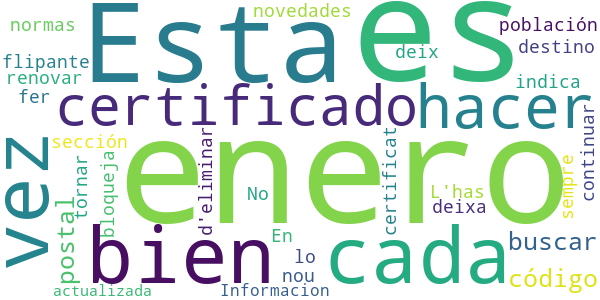 normas
novedades
población
Esta
es
deix
destino
flipante
renovar
indica
fer
certificado
hacer
continuar
vez
sección
enero
d'eliminar
certificat
sempre
tornar
bloqueja
No
L'has
deixa
postal
bien
En
cada
buscar
lo
nou
código
actualizada
Informacion